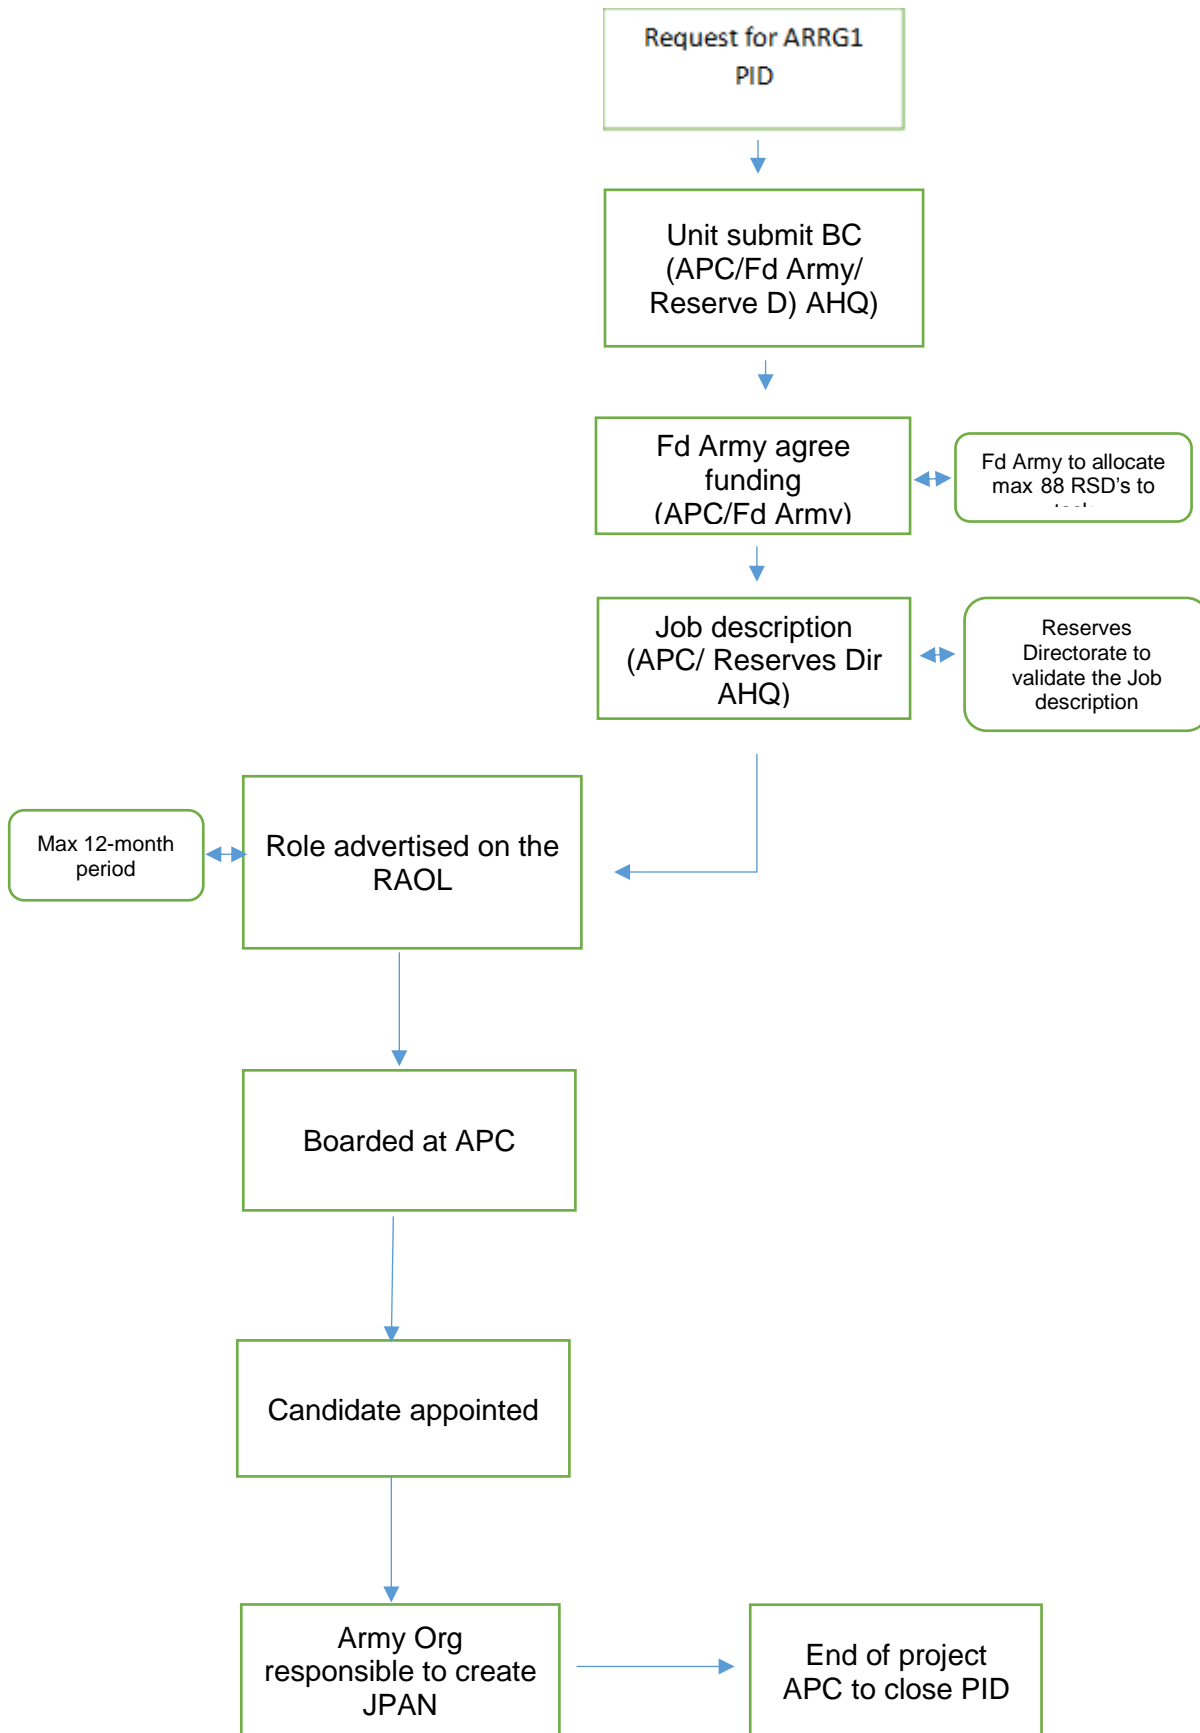 Request for ARRG1
PID
Unit submit BC
(APC/Fd Army/
Reserve D) AHQ)
Fd Army agree
funding
(APC/Fd Army)
Fd Army to allocate
max 88 RSD's to
Job description
(APC/ Reserves Dir
AHQ)
Reserves
Directorate to
validate the Job
description
Max 12-month
period
Role advertised on the
RAOL
Boarded at APC
Candidate appointed
Army Org
responsible to create
JPAN
End of project
APC to close PID